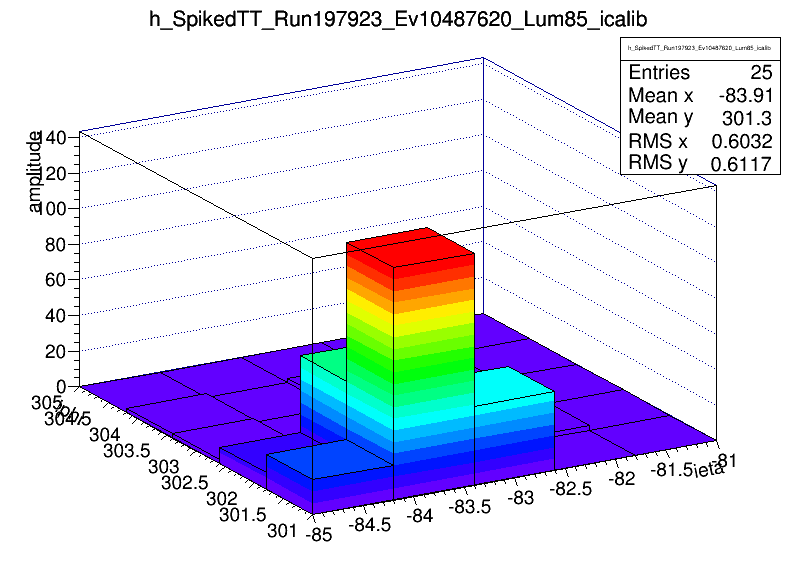 h_SpikedTT_Run197923_Ev10487620_Lum85_icalib
h_SpikedTT_Run197923_Ev10487620_Lum85_icalib
Entries 25
Mean x -83.91
Mean y 301.3
RMS x 0.6032
RMS y 0.6117
amplitude
140
120
100
80
60
40
20
0
305
304.5
304
303.5
303
302.5
302
301.5
301
-85
-84.5
-84
-83.5
-83
-82.5
-82
-81.5
-81
ieta